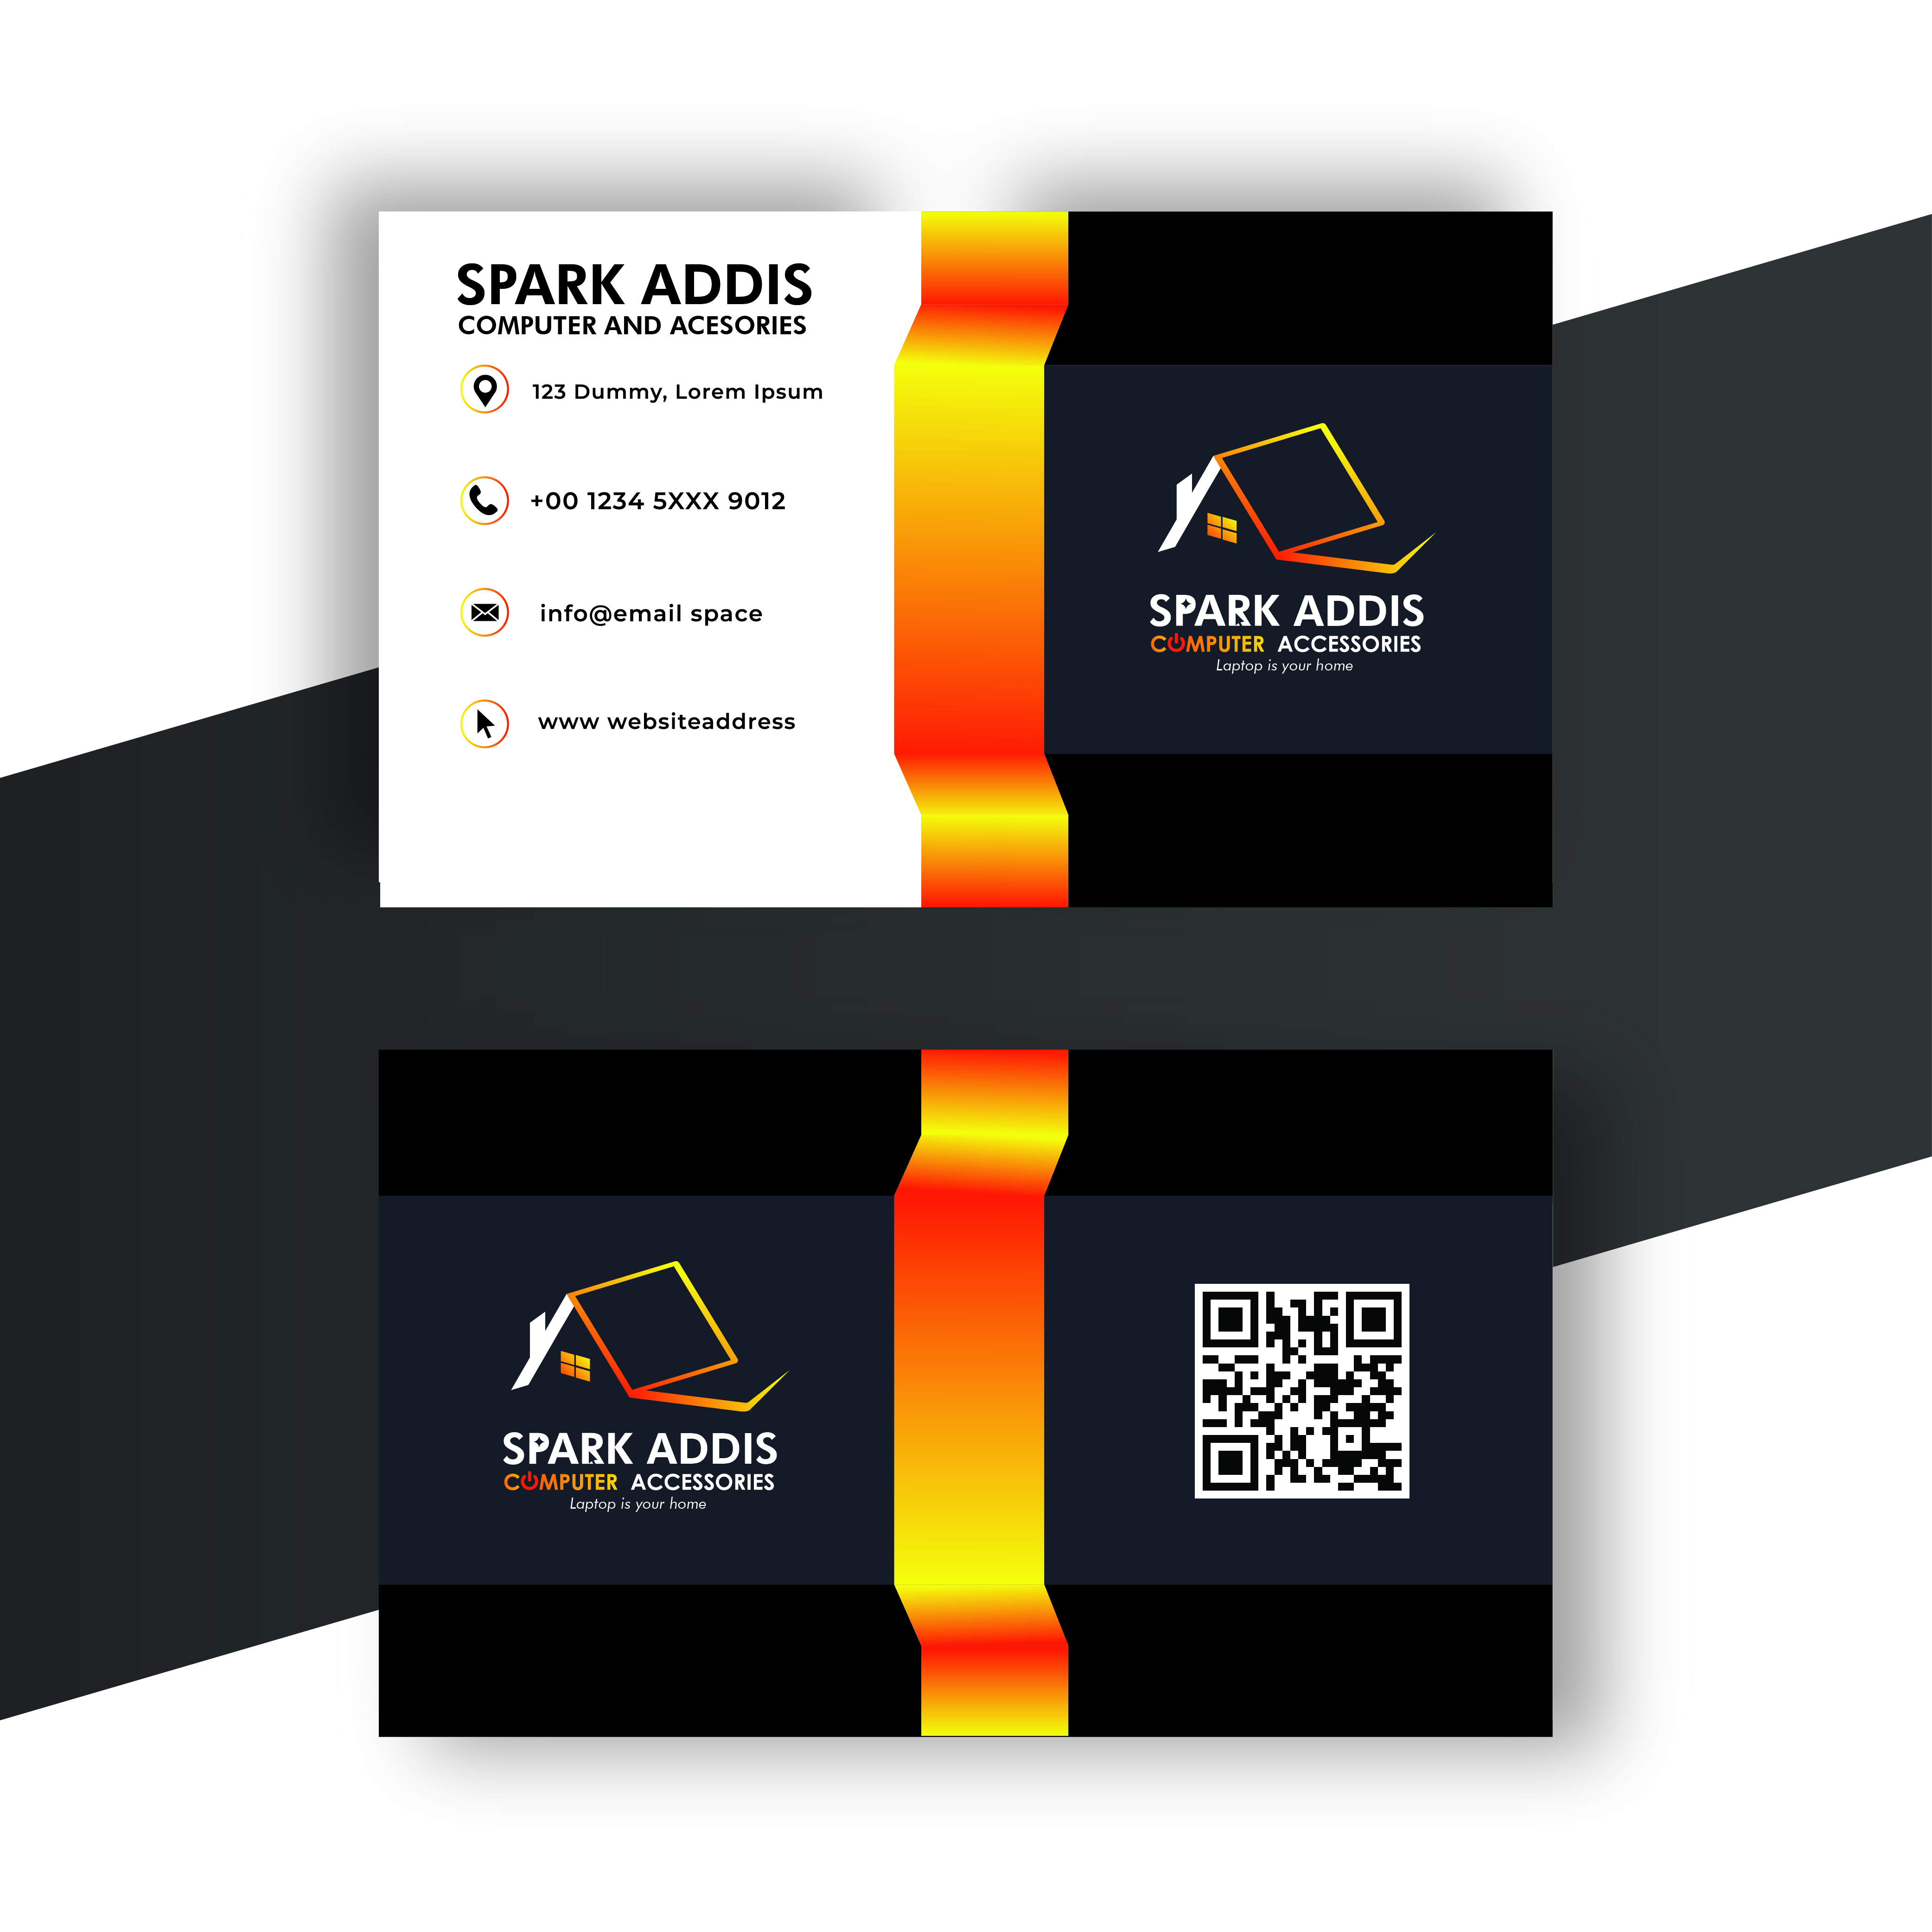 SPARK ADDIS
COMPUTER AND ACESORIES
123 Dummy, Lorem Ipsum
+00 1234 5XXX 9012
info@email space
www websiteaddress
SPARK ADDIS
COMPUTER ACCESSORIES
Laptop is your home
SPARK ADDIS
COMPUTER ACCESSORIES
Laptop is your home